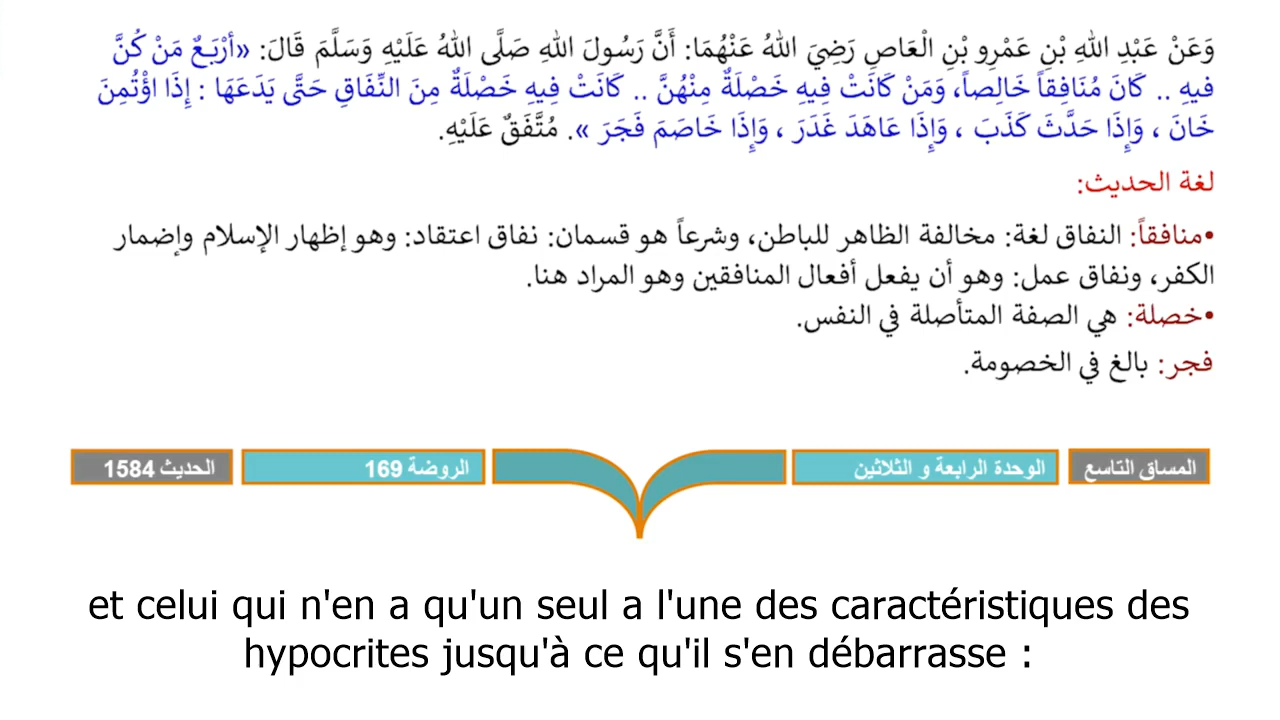 وَعَنْ عَبْدِ اللهِ بْنِ عَمْرِو بْنِ الْعَاصِ رَضِيَ اللهُ عَنْهُمَا: أَنَّ رَسُولَ اللهِ صَلَّى اللهُ عَلَيْهِ وَسَلَّمَ قَالَ: «أرْبَعٌ مَنْ كُنَّ
فيهِ .. كَانَ مُنَافِقاً خَالِصاً، وَمَنْ كَانَتْ فِيهِ خَصْلَةٌ مِنْهُنَّ .. كَانَتْ فِيهِ خَصْلَةٌ مِنَ النِّفَاقِ حَتَّى يَدَعَهَا : إِذَا اؤْتُمِنَ
خَانَ ، وَإِذَا حَدَّثَ كَذَبَ ، وَإِذَا عَاهَدَ غَدَرَ ، وَإِذَا خَاصَمَ فَجَرَ ». مُتَّفَقٌ عَلَيْهِ.
لغة الحديث:
•منافقاً: النفاق لغة: مخالفة الظاهر للباطن، وشرعاً هو قسمان: نفاق اعتقاد: وهو إظهار الإسلام وإضمار
الكفر، ونفاق عمل: وهو أن يفعل أفعال المنافقين وهو المراد هنا.
•خصلة: هي الصفة المتأصلة في النفس.
فجر: بالغ في الخصومة.
المساق التاسع الوحدة الرابعة و الثلاثين الروضة 169 الحديث 1584
et celui qui n'en a qu'un seul a l'une des caractéristiques des
hypocrites jusqu'à ce qu'il s'en débarrasse :